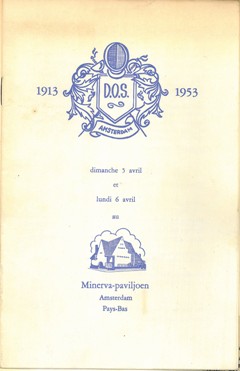 1913 D.O.S. 1953
AMSTERDAM
dimanche 5 avril
et
lundi 6 avril
au
Minerva-paviljoen
Amsterdam
Pays-Bas